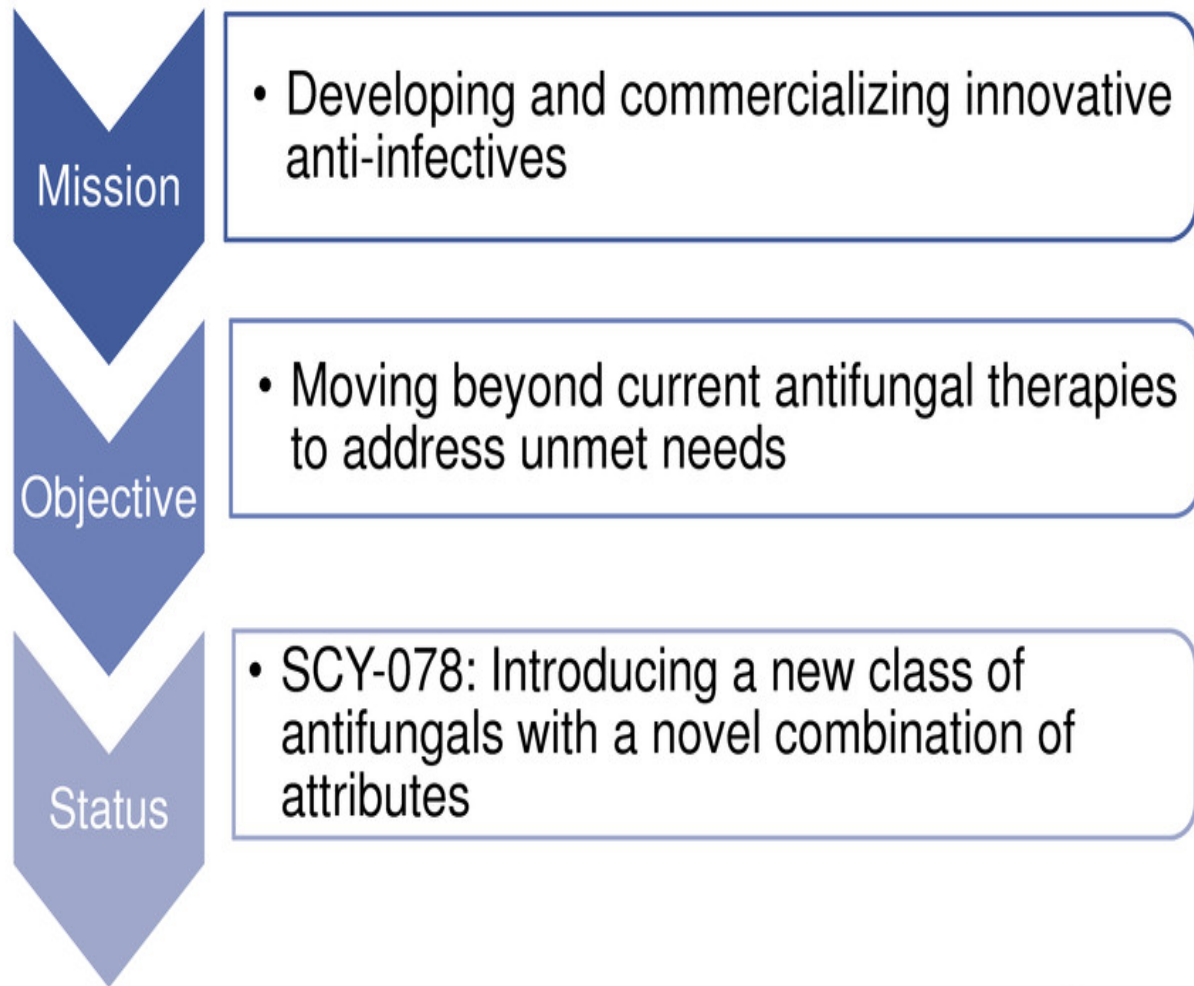 Mission
• Developing and commercializing innovative
anti-infectives
Objective
• Moving beyond current antifungal therapies
to address unmet needs
Status
• SCY-078: Introducing a new class of
antifungals with a novel combination of
attributes